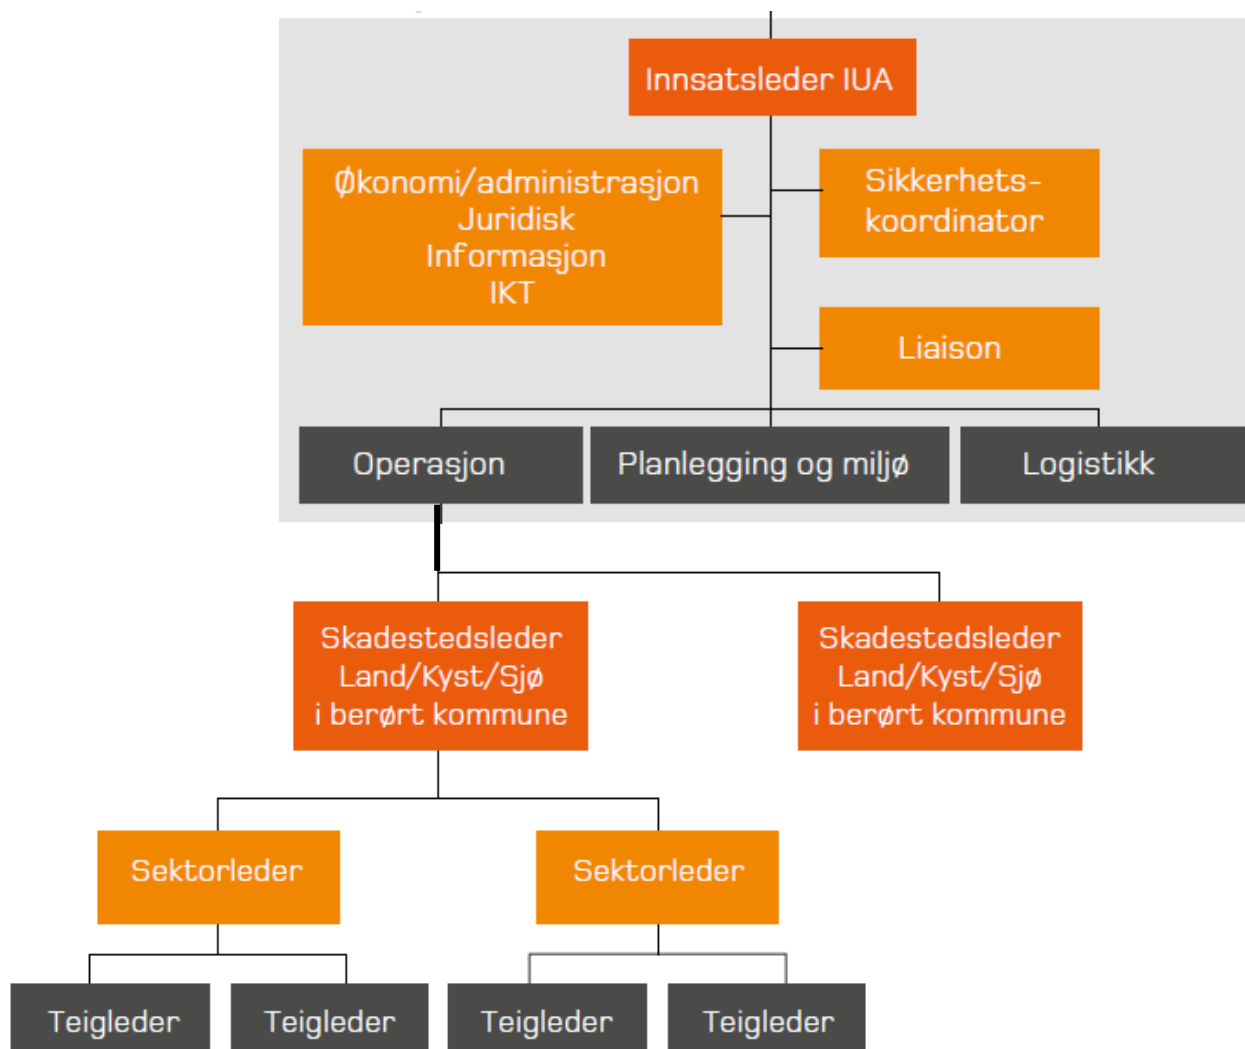 Innsatsleder IUA
Økonomi/administrasjon
Juridisk
Informasjon
IKT
Sikkerhets-
koordinator
Liaison
Operasjon
Planlegging og miljø
Logistikk
Skadestedsleder
Land/Kyst/Sjø
i berørt kommune
Skadestedsleder
Land/Kyst/Sjø
i berørt kommune
Sektorleder
Sektorleder
Teigleder
Teigleder
Teigleder
Teigleder